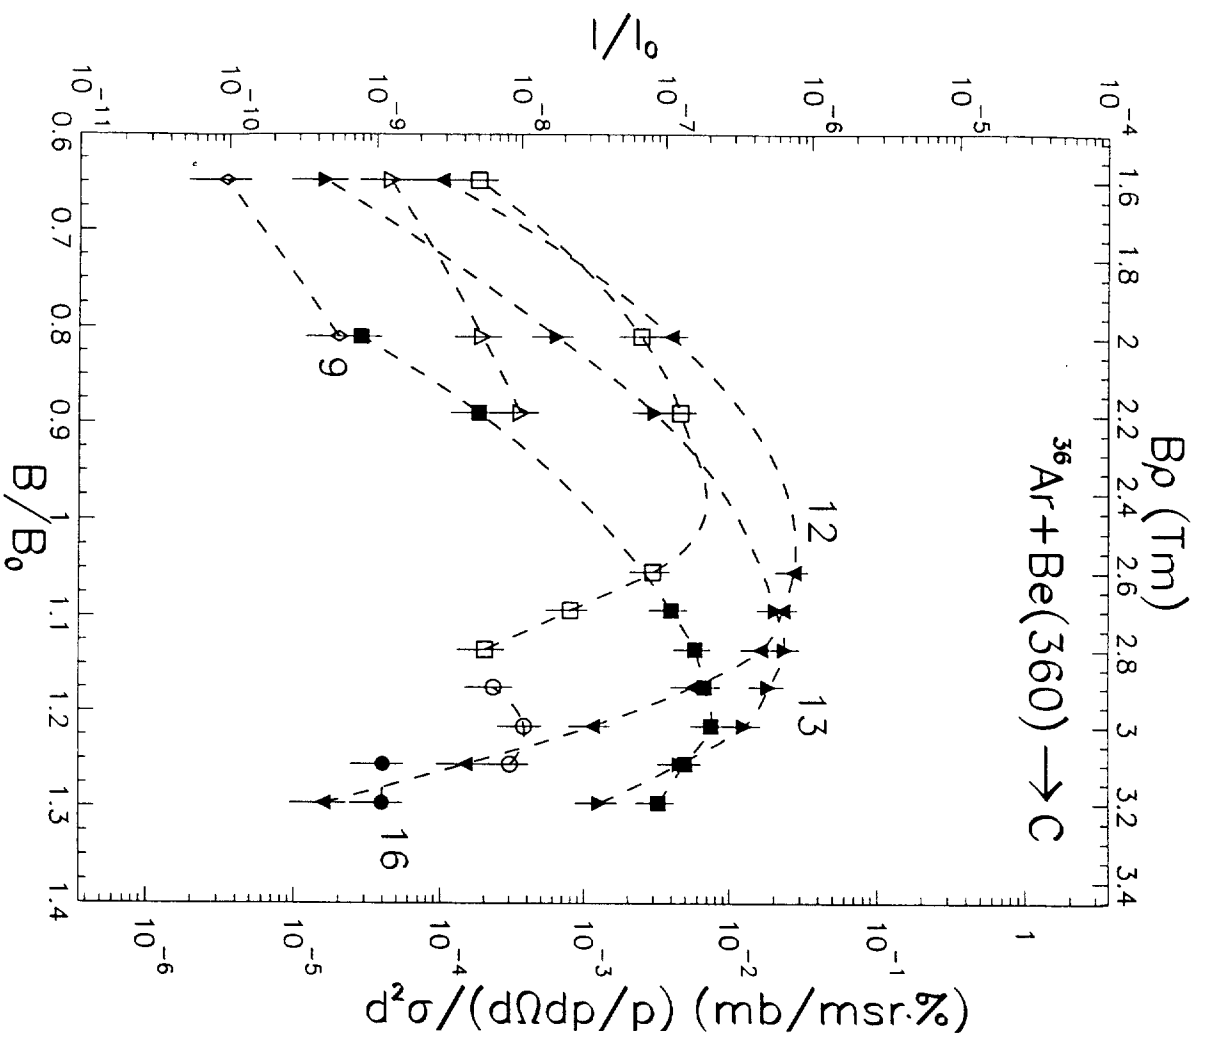 Bρ (Tm)
1.6 1.8 2 2.2 2.4 2.6 2.8 3 3.2 3.4
³⁶Ar+Be(360) → C
I/I₀
10⁻⁴
10⁻⁵
10⁻⁶
10⁻⁷
10⁻⁸
10⁻⁹
10⁻¹⁰
10⁻¹¹
12
13
9
16
1
10⁻¹
10⁻²
10⁻³
10⁻⁴
10⁻⁵
10⁻⁶
d²σ/(dΩdp/p) (mb/msr·%)
0.6 0.7 0.8 0.9 1 1.1 1.2 1.3 1.4
B/B₀